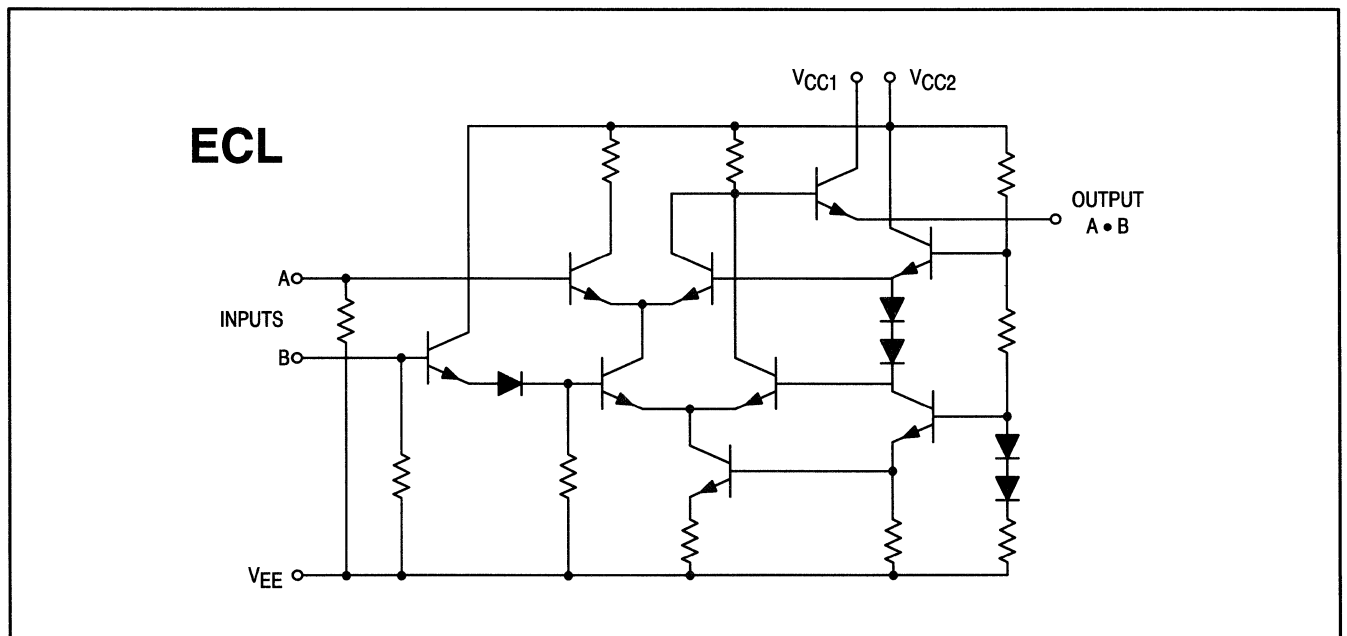 ECL
VCC1
VCC2
OUTPUT
A • B
A
INPUTS
B
VEE